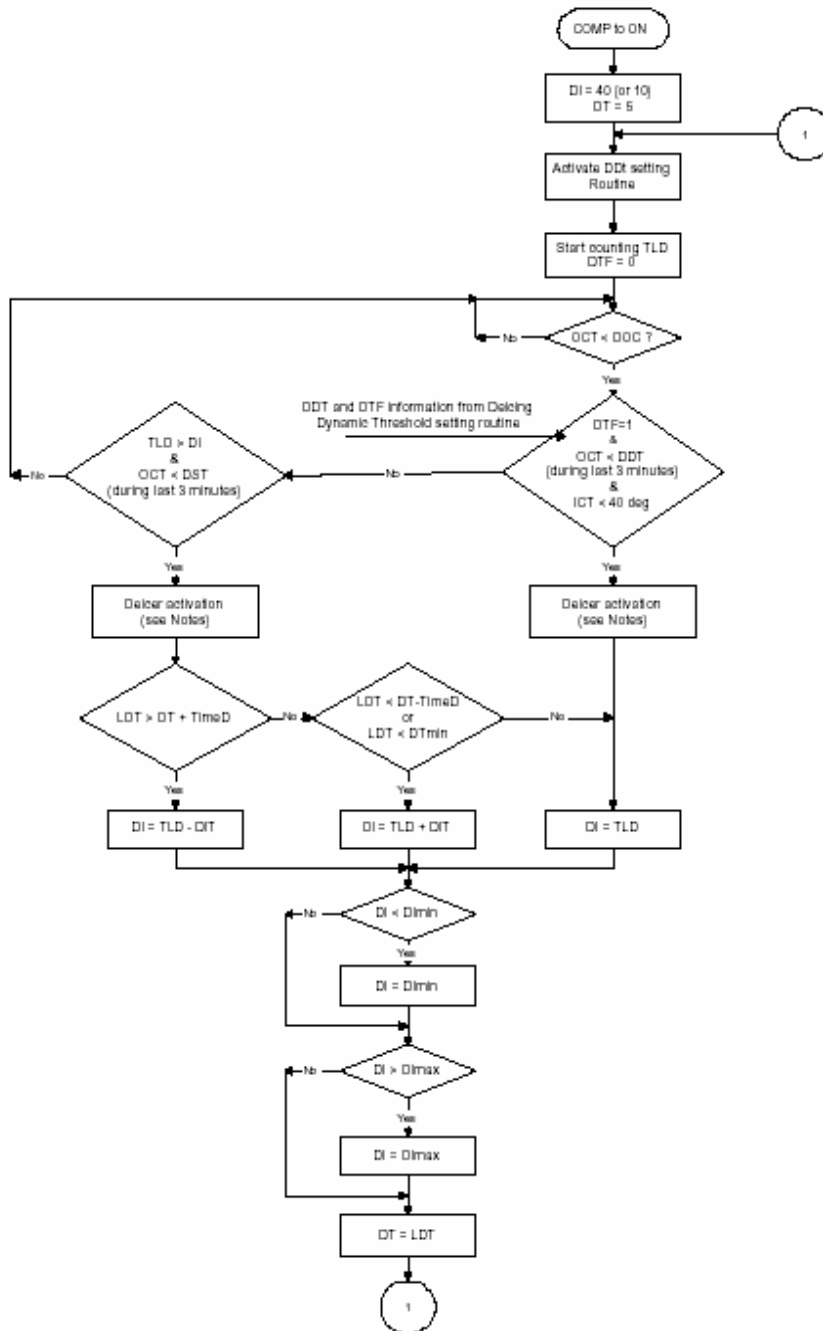 COMP to ON
DI = 40 (or 10)
DT = 5
1
Activate DDt setting
Routine
Start counting TLD
DTF = 0
OCT < DOC ?
No
Yes
DDT and DTF information from Deicing
Dynamic Threshold setting routine
TLD > DI
&
OCT < DST
(during last 3 minutes)
No
No
DTF=1
&
OCT < DDT
(during last 3 minutes)
&
ICT < 40 deg
Yes
Yes
Deicer activation
(see Notes)
Deicer activation
(see Notes)
LDT > DT + TimeD
No
LDT < DT-TimeD
or
LDT < DTmin
No
Yes
Yes
DI = TLD - DIT
DI = TLD + DIT
DI = TLD
No
DI < DImin
Yes
DI = DImin
No
DI > DImax
Yes
DI = DImax
DT = LDT
1